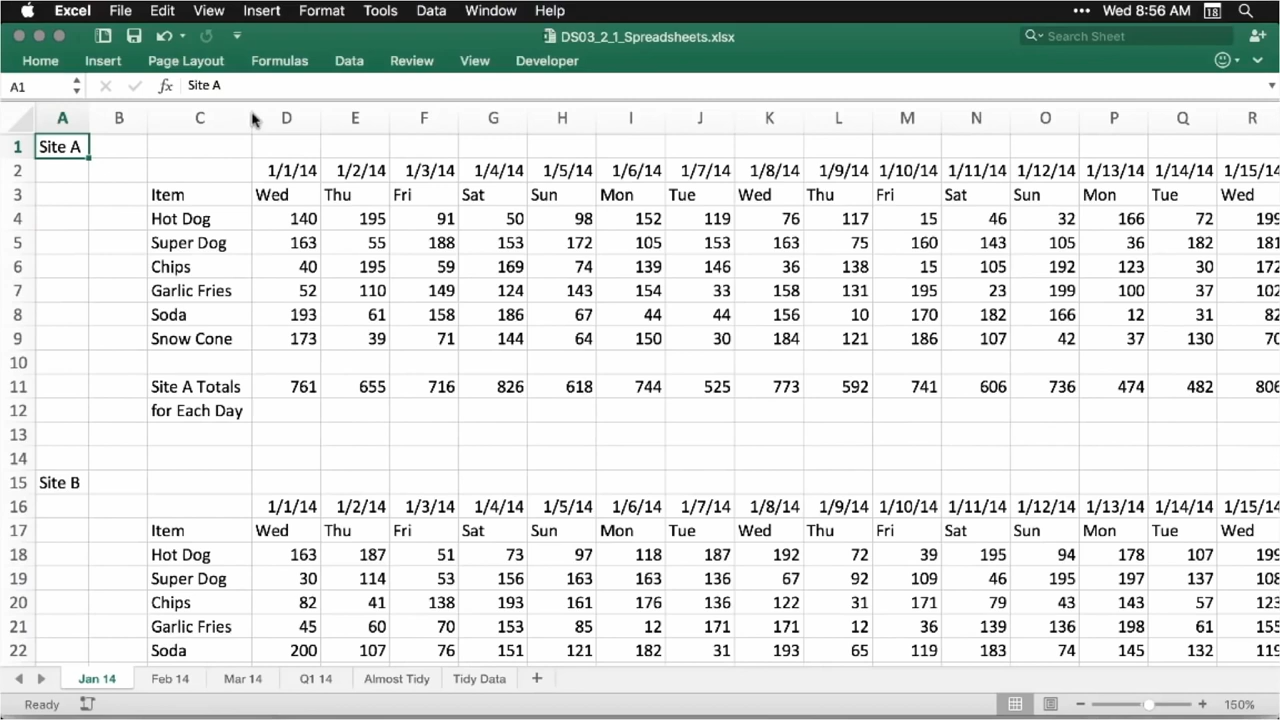 Excel File Edit View Insert Format Tools Data Window Help ••• Wed 8:56 AM 18
DS03_2_1_Spreadsheets.xlsx Search Sheet
Home Insert Page Layout Formulas Data Review View Developer
A1 fx Site A
A B C D E F G H I J K L M N O P Q R
1 Site A
2 1/1/14 1/2/14 1/3/14 1/4/14 1/5/14 1/6/14 1/7/14 1/8/14 1/9/14 1/10/14 1/11/14 1/12/14 1/13/14 1/14/14 1/15/14
3 Item Wed Thu Fri Sat Sun Mon Tue Wed Thu Fri Sat Sun Mon Tue Wed
4 Hot Dog 140 195 91 50 98 152 119 76 117 15 46 32 166 72 199
5 Super Dog 163 55 188 153 172 105 153 163 75 160 143 105 36 182 181
6 Chips 40 195 59 169 74 139 146 36 138 15 105 192 123 30 172
7 Garlic Fries 52 110 149 124 143 154 33 158 131 195 23 199 100 37 102
8 Soda 193 61 158 186 67 44 44 156 10 170 182 166 12 31 82
9 Snow Cone 173 39 71 144 64 150 30 184 121 186 107 42 37 130 70
10
11 Site A Totals 761 655 716 826 618 744 525 773 592 741 606 736 474 482 806
12 for Each Day
13
14
15 Site B
16 1/1/14 1/2/14 1/3/14 1/4/14 1/5/14 1/6/14 1/7/14 1/8/14 1/9/14 1/10/14 1/11/14 1/12/14 1/13/14 1/14/14 1/15/14
17 Item Wed Thu Fri Sat Sun Mon Tue Wed Thu Fri Sat Sun Mon Tue Wed
18 Hot Dog 163 187 51 73 97 118 187 192 72 39 195 94 178 107 199
19 Super Dog 30 114 53 156 163 163 136 67 92 109 46 195 197 137 108
20 Chips 82 41 138 193 161 176 136 122 31 171 79 43 143 57 123
21 Garlic Fries 45 60 70 153 85 12 171 171 12 36 139 136 198 61 155
22 Soda 200 107 76 151 121 182 31 193 65 119 183 74 145 132 119
Jan 14 Feb 14 Mar 14 Q1 14 Almost Tidy Tidy Data +
Ready 150%